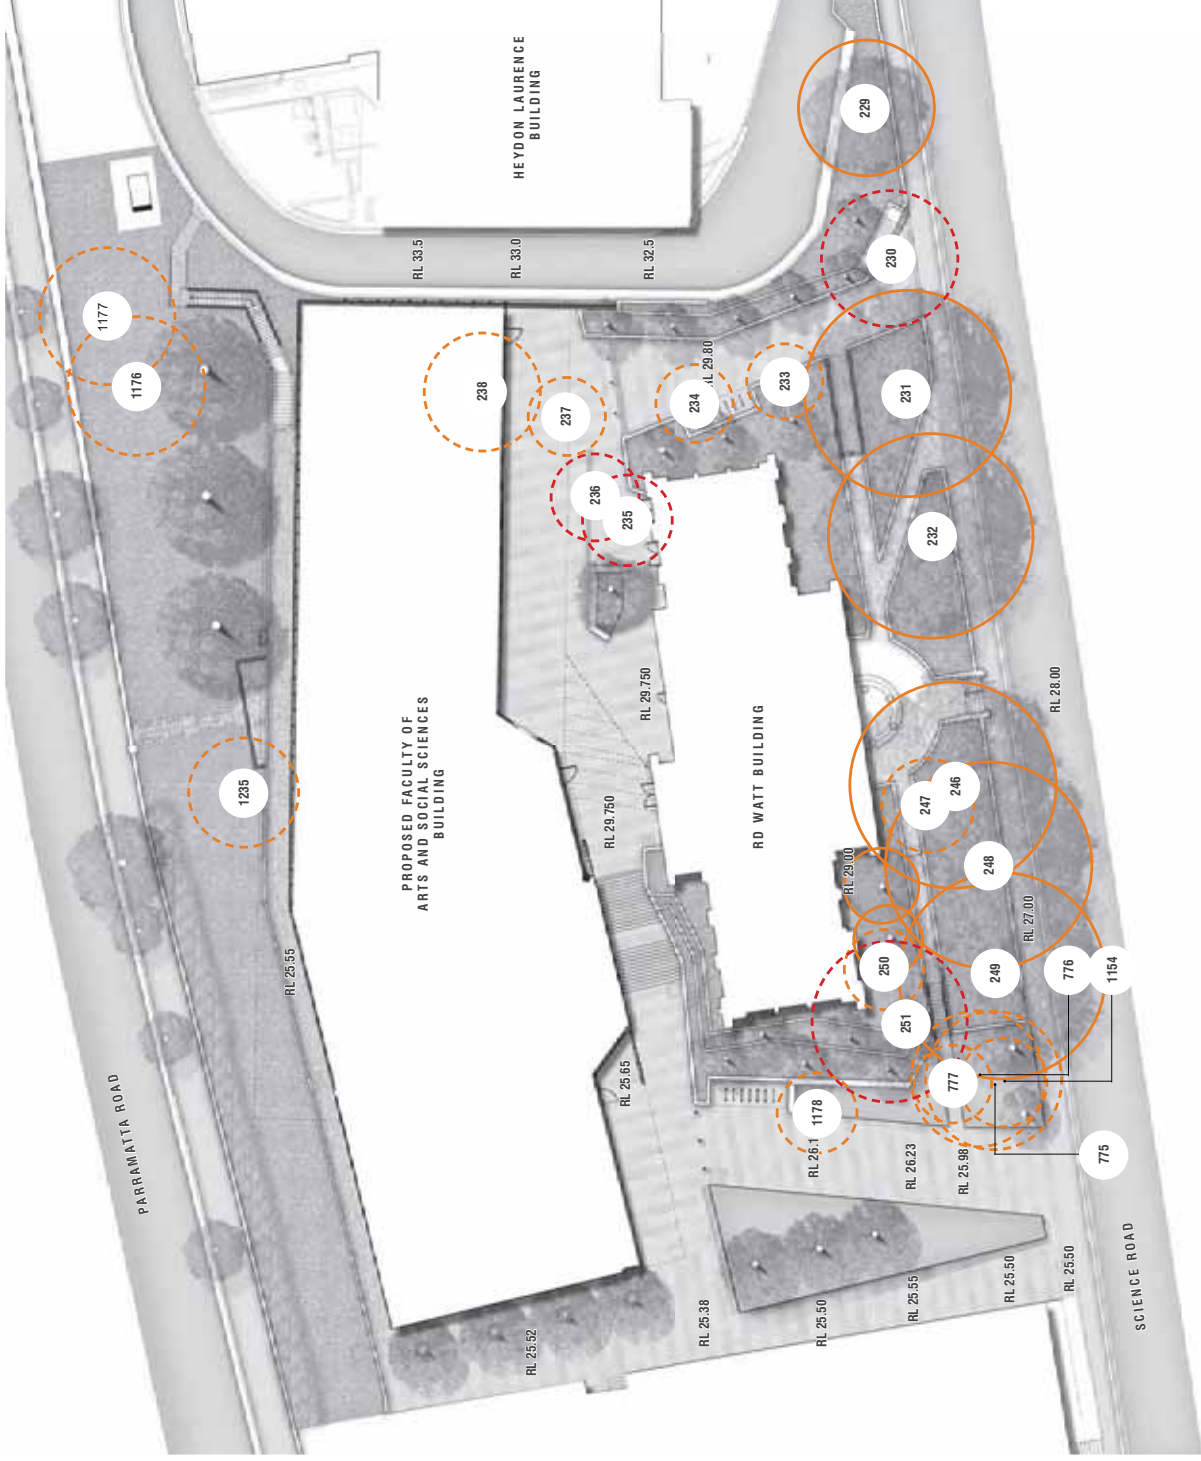 HEYDON LAURENCE
BUILDING
229
230
RL 33.5
RL 33.0
RL 32.5
1177
1176
238
237
234
RL 29.80
233
231
236
235
232
RL 29.750
RL 28.00
PROPOSED FACULTY OF
ARTS AND SOCIAL SCIENCES
BUILDING
1235
RD WATT BUILDING
RL 29.750
247
246
RL 29.00
248
RL 27.00
RL 25.55
250
249
776
1154
251
777
RL 25.65
1178
RL 26.1
RL 26.23
RL 25.98
775
PARRAMATTA ROAD
RL 25.38
RL 25.50
RL 25.55
RL 25.50
RL 25.50
RL 25.52
SCIENCE ROAD